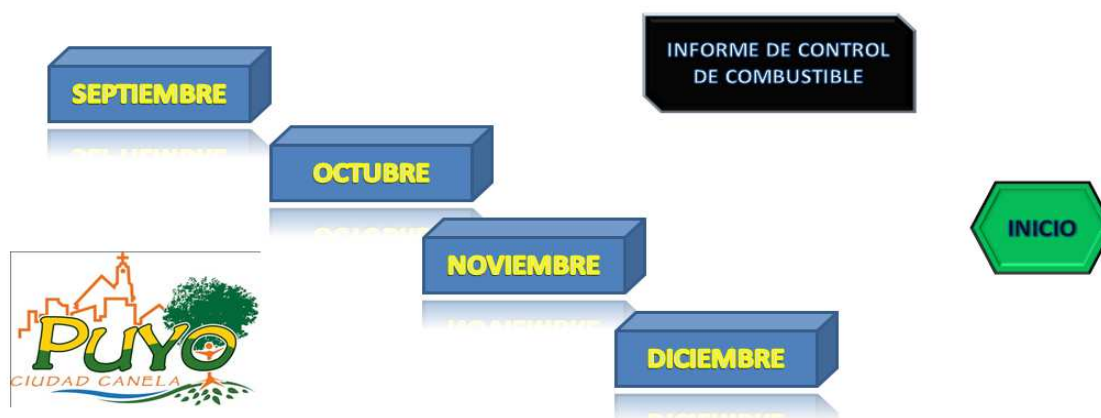 INFORME DE CONTROL
DE COMBUSTIBLE
SEPTIEMBRE
OCTUBRE
NOVIEMBRE
DICIEMBRE
INICIO
PUYO
CIUDAD CANELA